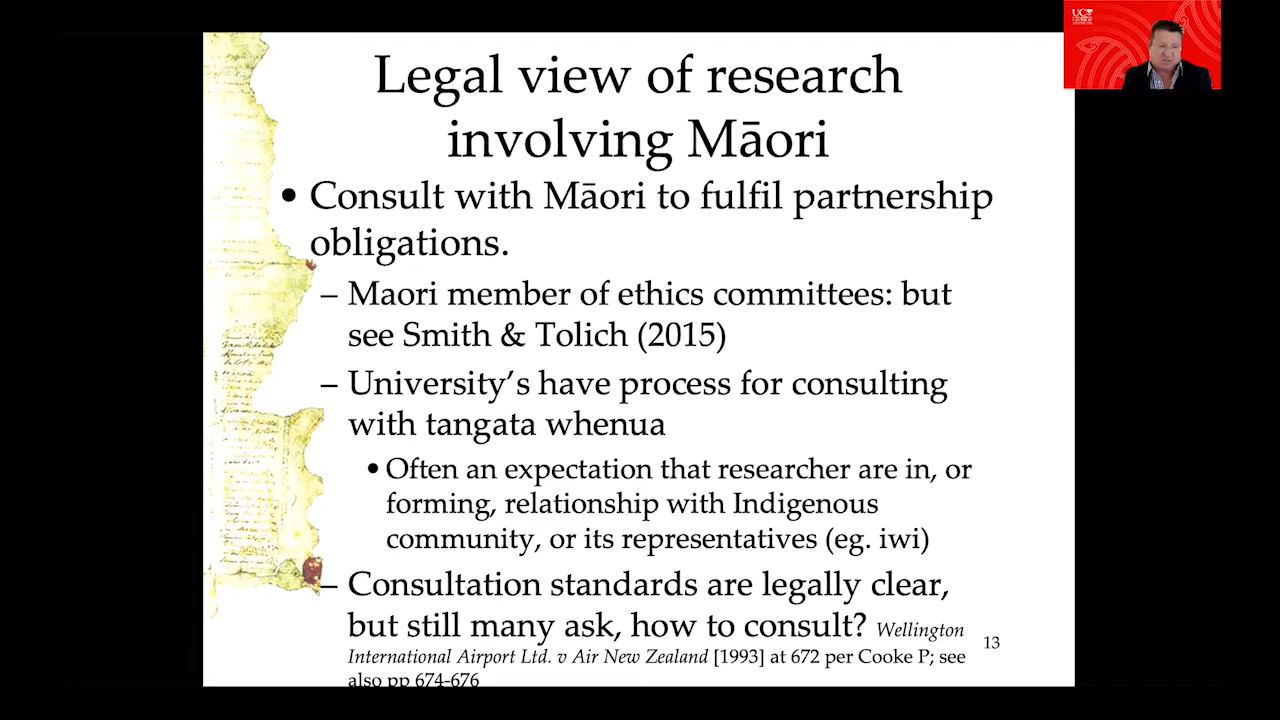 Legal view of research
involving Māori
• Consult with Māori to fulfil partnership
obligations.
– Maori member of ethics committees: but
see Smith & Tolich (2015)
– University’s have process for consulting
with tangata whenua
• Often an expectation that researcher are in, or
forming, relationship with Indigenous
community, or its representatives (eg. iwi)
– Consultation standards are legally clear,
but still many ask, how to consult? Wellington
International Airport Ltd. v Air New Zealand [1993] at 672 per Cooke P; see
also pp 674-676
13
UC